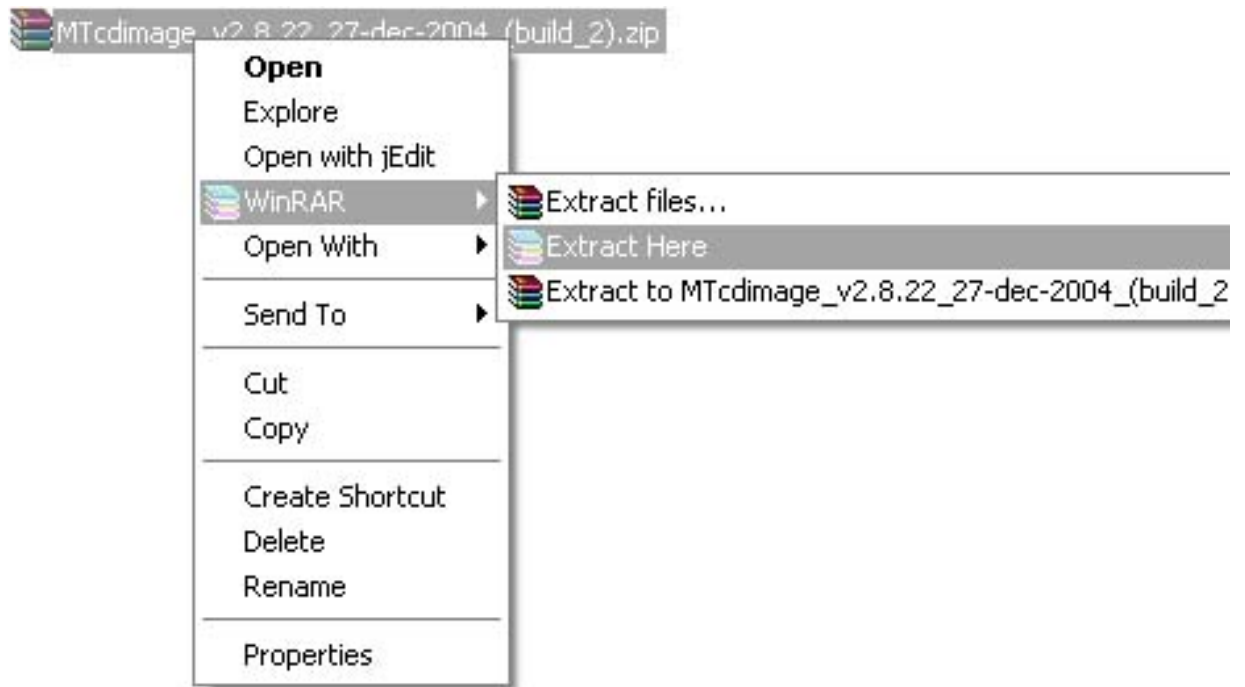 MTcdimage_v2.8.22_27-dec-2004_(build_2).zip
Open
Explore
Open with jEdit
WinRAR
Open With
Send To
Cut
Copy
Create Shortcut
Delete
Rename
Properties
Extract files...
Extract Here
Extract to MTcdimage_v2.8.22_27-dec-2004_(build_2